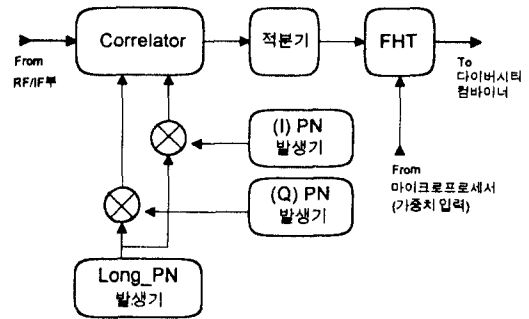 Correlator
적분기
FHT
From
RF/IF부
To
다이버시티
컴바이너
(I) PN
발생기
(Q) PN
발생기
From
마이크로프로세서
(가중치 입력)
Long_PN
발생기